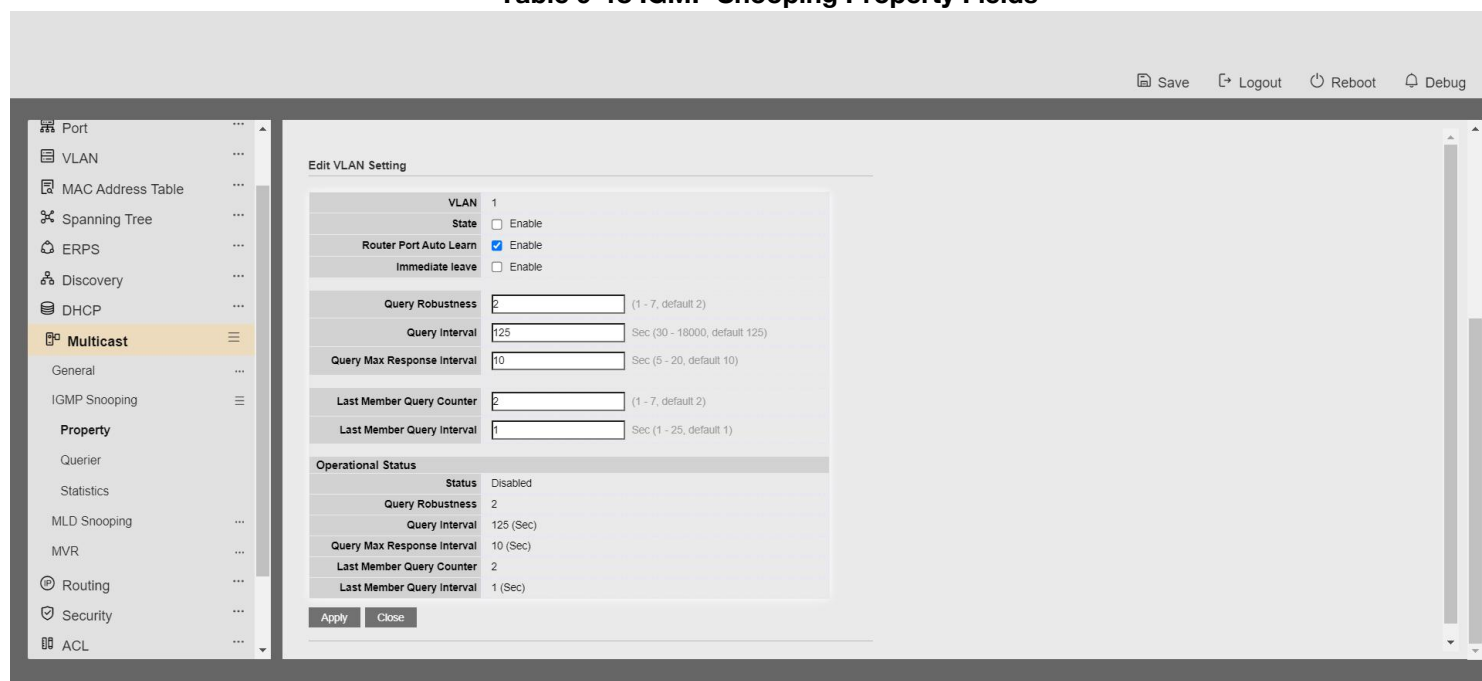 Save Logout Reboot Debug
Port
VLAN
MAC Address Table
Spanning Tree
ERPS
Discovery
DHCP
Multicast
General
IGMP Snooping
Property
Querier
Statistics
MLD Snooping
MVR
Routing
Security
ACL
Edit VLAN Setting
VLAN 1
State Enable
Router Port Auto Learn Enable
Immediate leave Enable
Query Robustness 2 (1 - 7, default 2)
Query Interval 125 Sec (30 - 18000, default 125)
Query Max Response Interval 10 Sec (5 - 20, default 10)
Last Member Query Counter 2 (1 - 7, default 2)
Last Member Query Interval 1 Sec (1 - 25, default 1)
Operational Status
Status Disabled
Query Robustness 2
Query Interval 125 (Sec)
Query Max Response Interval 10 (Sec)
Last Member Query Counter 2
Last Member Query Interval 1 (Sec)
Apply Close